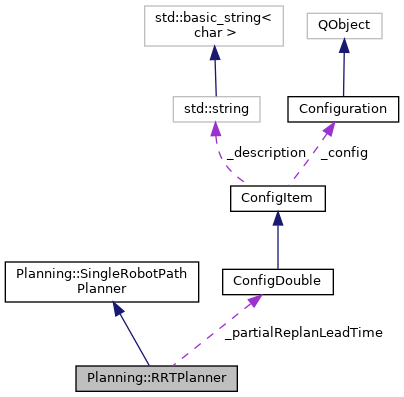 std::basic_string<
char >
QObject
std::string
Configuration
_description
_config
ConfigItem
Planning::SingleRobotPath
Planner
ConfigDouble
_partialReplanLeadTime
Planning::RRTPlanner